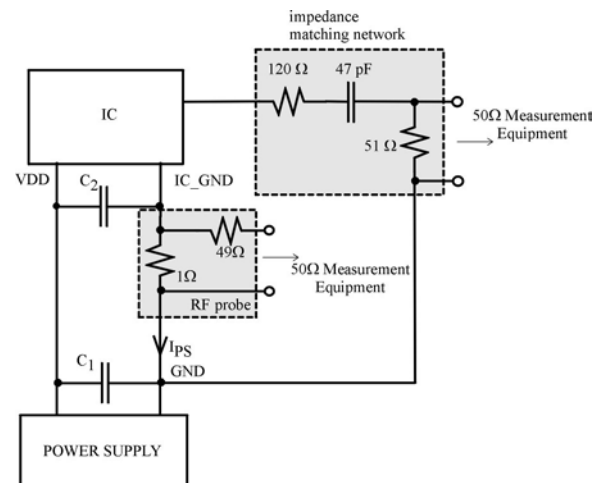 impedance
matching network
120 Ω
47 pF
IC
50Ω Measurement
Equipment
51 Ω
VDD
C2
IC_GND
49Ω
1Ω
50Ω Measurement
Equipment
RF probe
IPS
C1
GND
POWER SUPPLY